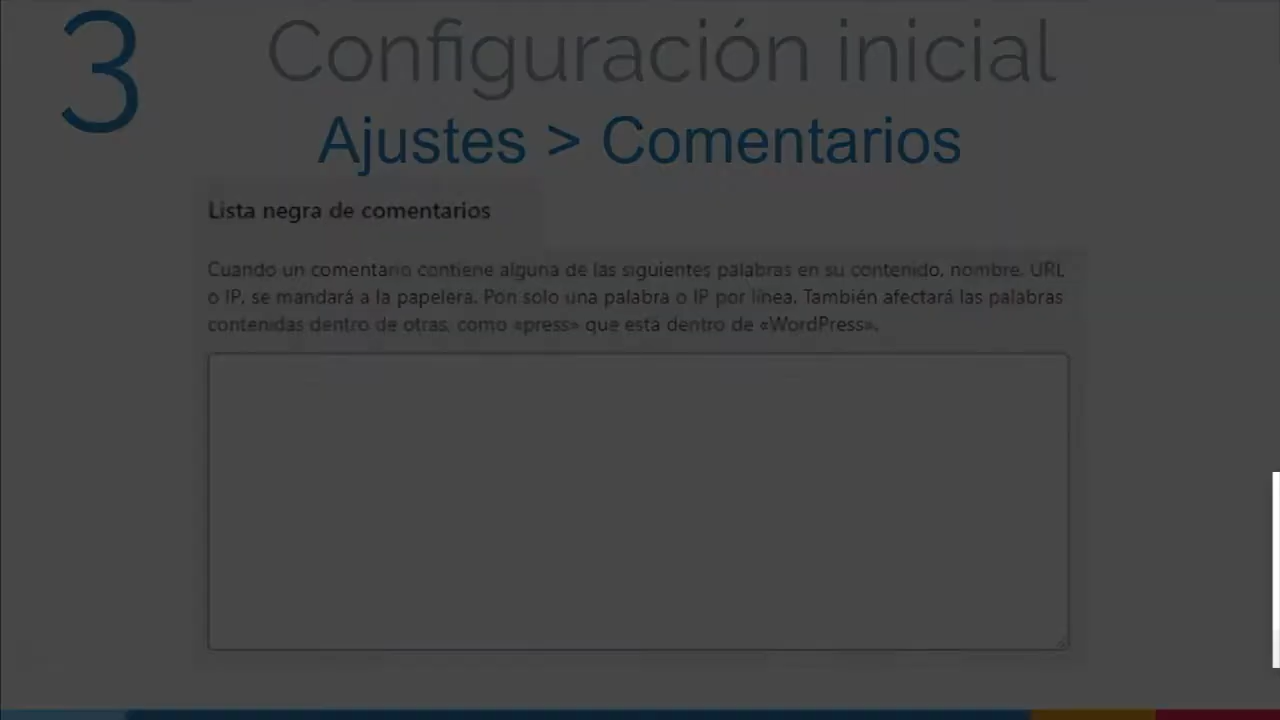 3
Configuración inicial
Ajustes > Comentarios
Lista negra de comentarios
Cuando un comentario contiene alguna de las siguientes palabras en su contenido, nombre, URL
o IP, se mandará a la papelera. Pon solo una palabra o IP por línea. También afectará las palabras
contenidas dentro de otras, como «press» que está dentro de «WordPress».